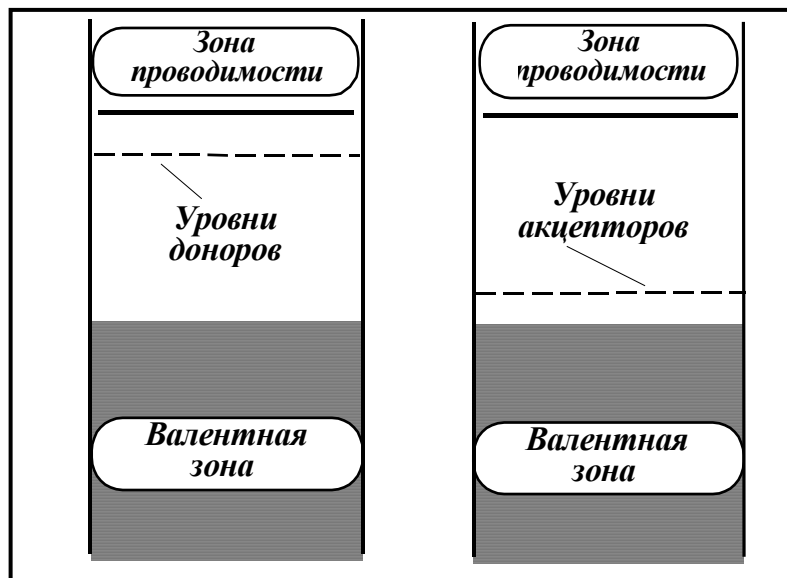 Зона
проводимости
Уровни
доноров
Валентная
зона
Зона
проводимости
Уровни
акцепторов
Валентная
зона